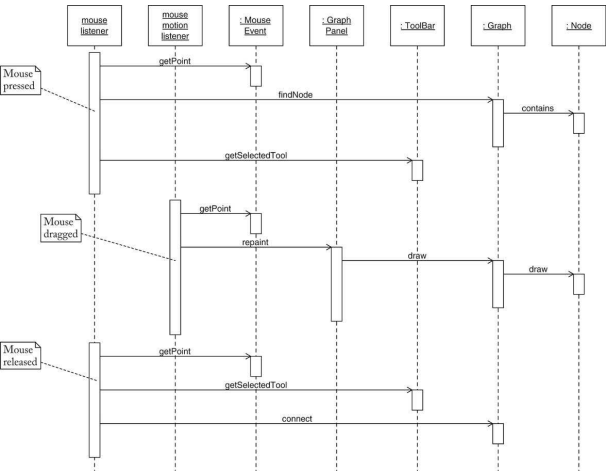 mouse
listener
mouse
motion
listener
: Mouse
Event
: Graph
Panel
: ToolBar
: Graph
: Node
Mouse
pressed
getPoint
findNode
contains
getSelectedTool
Mouse
dragged
getPoint
repaint
draw
draw
Mouse
released
getPoint
getSelectedTool
connect